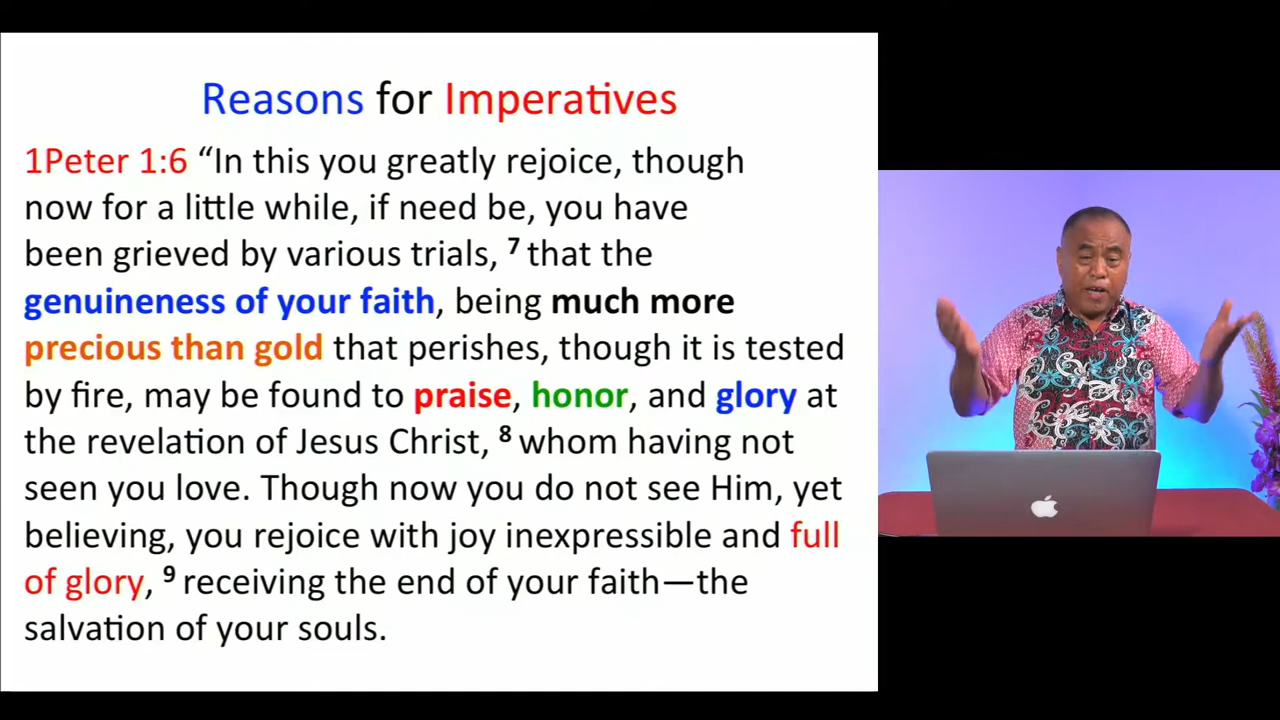 Reasons for Imperatives
1Peter 1:6 “In this you greatly rejoice, though
now for a little while, if need be, you have
been grieved by various trials, 7 that the
genuineness of your faith, being much more
precious than gold that perishes, though it is tested
by fire, may be found to praise, honor, and glory at
the revelation of Jesus Christ, 8 whom having not
seen you love. Though now you do not see Him, yet
believing, you rejoice with joy inexpressible and full
of glory, 9 receiving the end of your faith—the
salvation of your souls.